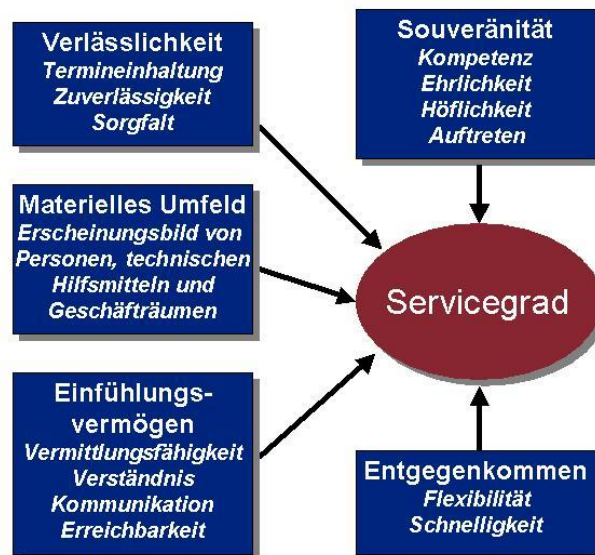 Verlässlichkeit
Termineinhaltung
Zuverlässigkeit
Sorgfalt
Souveränität
Kompetenz
Ehrlichkeit
Höflichkeit
Auftreten
Materielles Umfeld
Erscheinungsbild von
Personen, technischen
Hilfsmitteln und
Geschäfträumen
Servicegrad
Einfühlungs-
vermögen
Vermittlungsfähigkeit
Verständnis
Kommunikation
Erreichbarkeit
Entgegenkommen
Flexibilität
Schnelligkeit